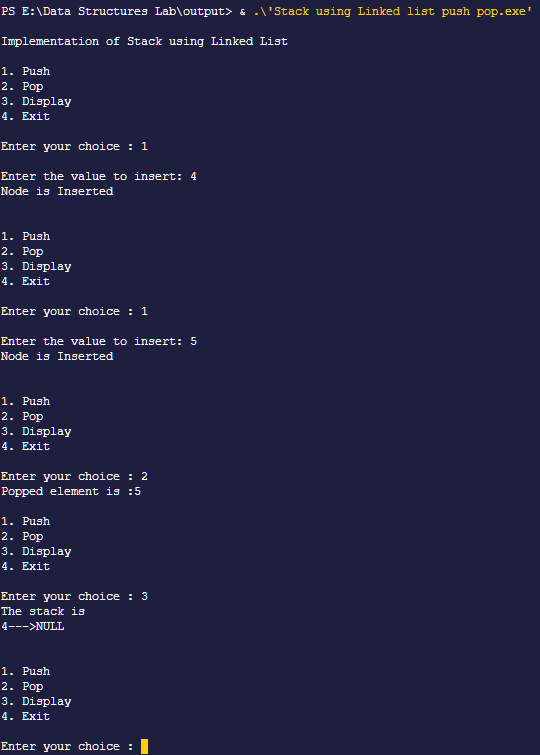 PS E:\Data Structures Lab\output> & .\'Stack using Linked list push pop.exe'
Implementation of Stack using Linked List
1. Push
2. Pop
3. Display
4. Exit
Enter your choice : 1
Enter the value to insert: 4
Node is Inserted
1. Push
2. Pop
3. Display
4. Exit
Enter your choice : 1
Enter the value to insert: 5
Node is Inserted
1. Push
2. Pop
3. Display
4. Exit
Enter your choice : 2
Popped element is :5
1. Push
2. Pop
3. Display
4. Exit
Enter your choice : 3
The stack is
4--->NULL
1. Push
2. Pop
3. Display
4. Exit
Enter your choice :